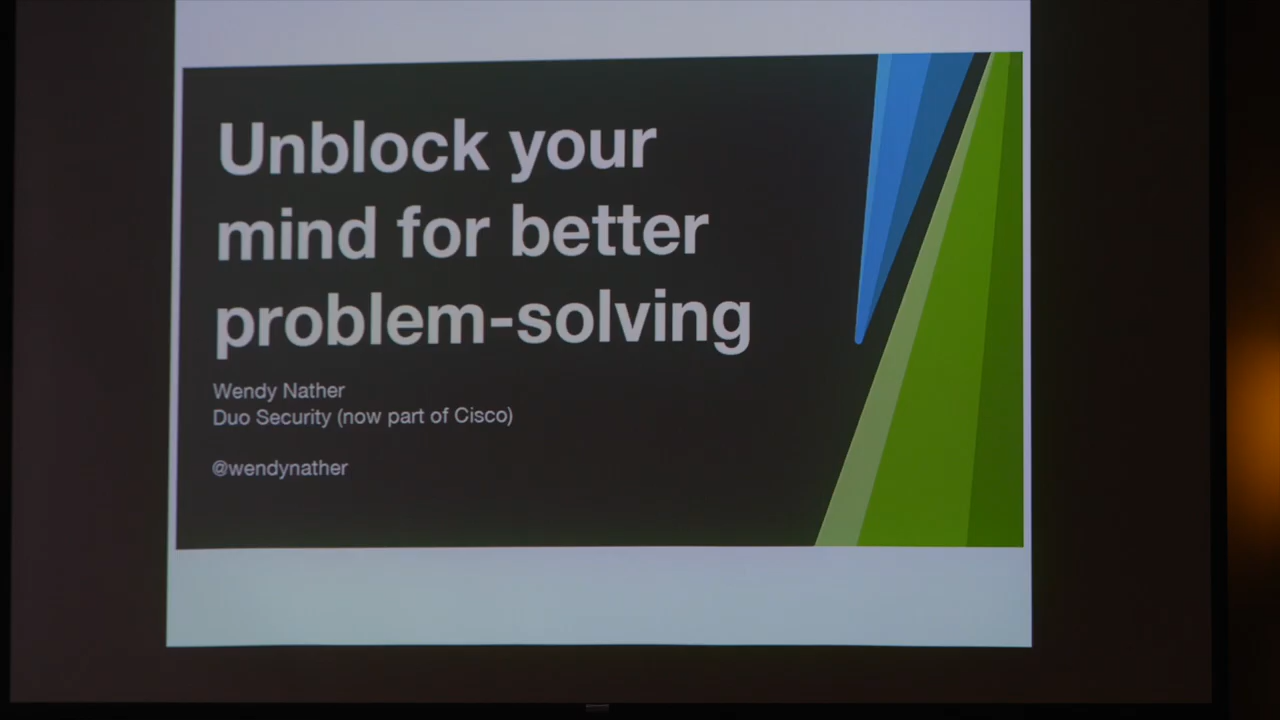 Unblock your
mind for better
problem-solving
Wendy Nather
Duo Security (now part of Cisco)
@wendynather